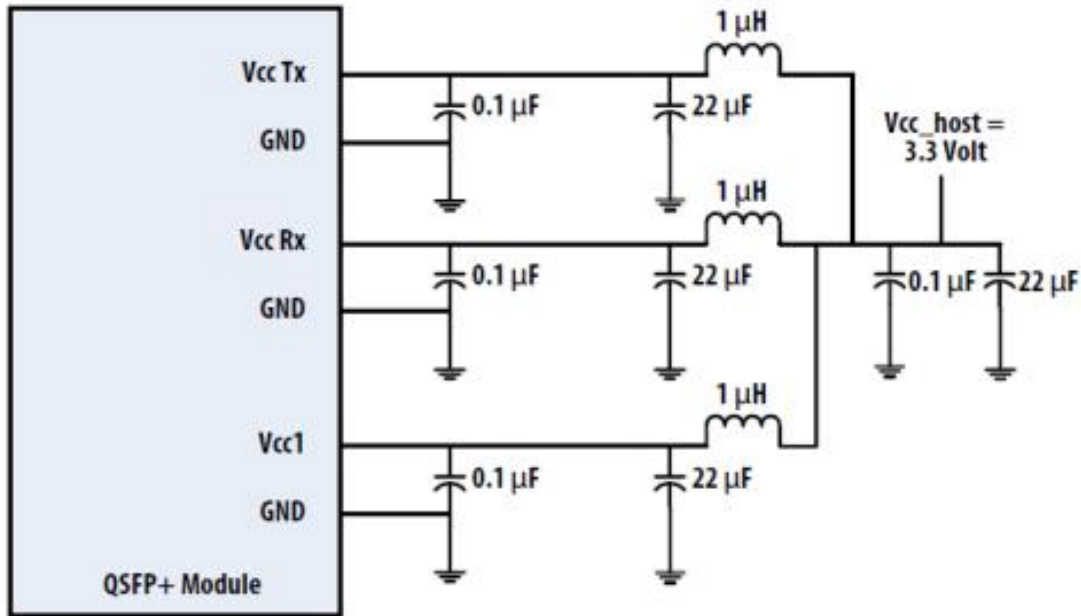 1 µH
Vcc Tx
0.1 µF
22 µF
GND
Vcc_host =
3.3 Volt
1 µH
Vcc Rx
0.1 µF
22 µF
0.1 µF
22 µF
GND
1 µH
Vcc1
0.1 µF
22 µF
GND
QSFP+ Module